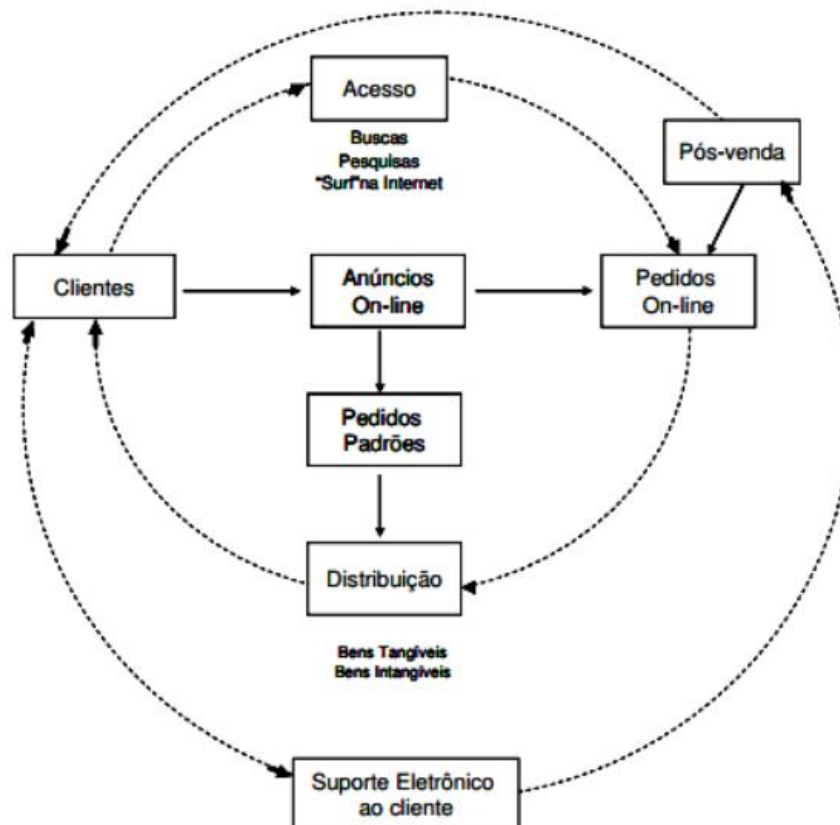 Acesso
Buscas
Pesquisas
"Surf"na Internet
Pós-venda
Clientes
Anúncios
On-line
Pedidos
On-line
Pedidos
Padrões
Distribuição
Bens Tangíveis
Bens Intangíveis
Suporte Eletrônico
ao cliente